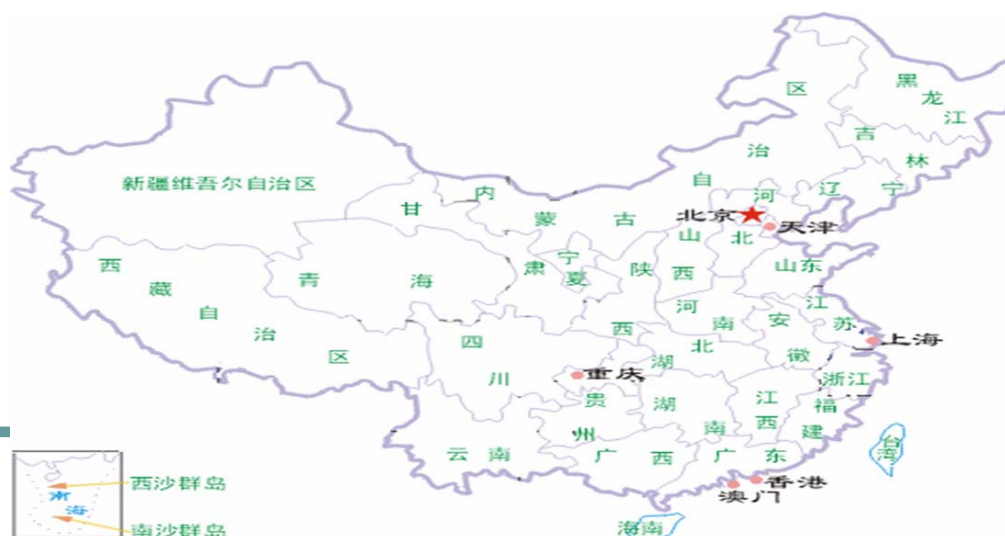 黑龙江
吉林
辽宁
内蒙古自治区
新疆维吾尔自治区
甘肃
北京
天津
河北
山西
山东
宁夏
陕西
青海
西藏自治区
河南
江苏
安徽
上海
四川
重庆
湖北
浙江
湖南
江西
福建
贵州
云南
广西
广东
台湾
香港
澳门
海南
西沙群岛
南海
南沙群岛